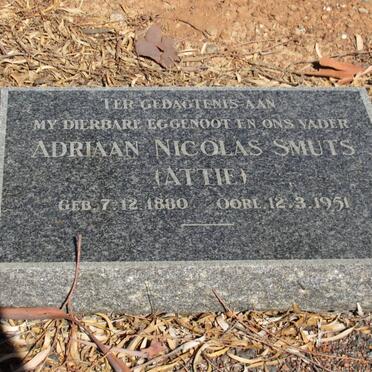 TER GEDAGTENIS AAN
MY DIERBARE EGGENOOT EN ONS VADER
ADRIAAN NICOLAS SMUTS
(ATTIE)
GEB. 7.12.1880 OORL. 12.3.1951